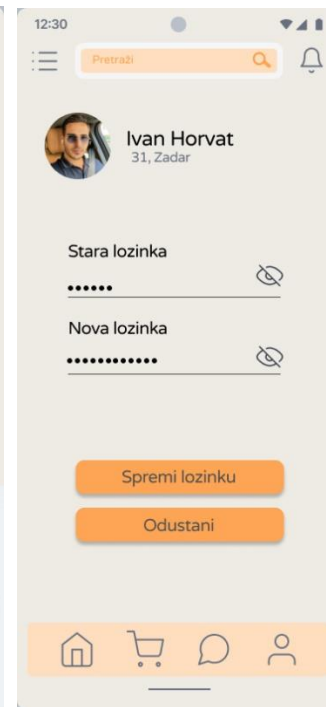 12:30
Pretraži
Ivan Horvat
31, Zadar
Stara lozinka
••••••
Nova lozinka
••••••••••••
Spremi lozinku
Odustani